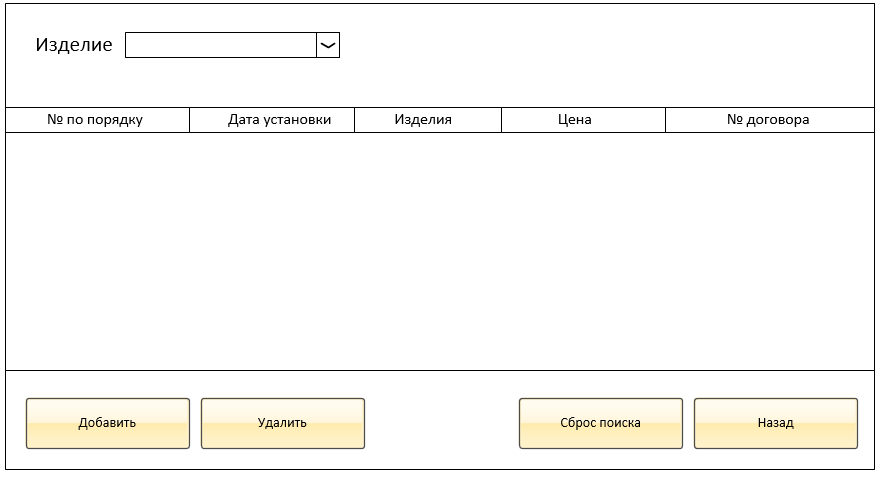 Изделие
№ по порядку Дата установки Изделия Цена № договора
Добавить Удалить Сброс поиска Назад